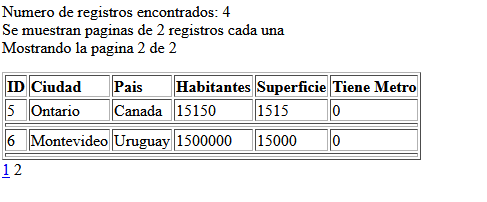 Numero de registros encontrados: 4
Se muestran paginas de 2 registros cada una
Mostrando la pagina 2 de 2
ID Ciudad Pais Habitantes Superficie Tiene Metro
5 Ontario Canada 15150 1515 0
6 Montevideo Uruguay 1500000 15000 0
1 2